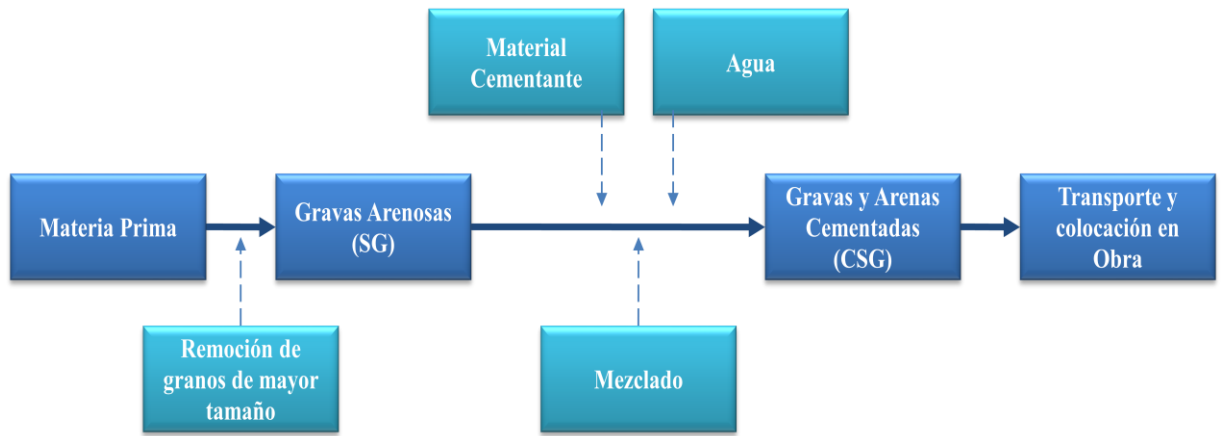 Material
Cementante
Agua
Materia Prima
Gravas Arenosas
(SG)
Gravas y Arenas
Cementadas
(CSG)
Transporte y
colocación en
Obra
Remoción de
granos de mayor
tamaño
Mezclado